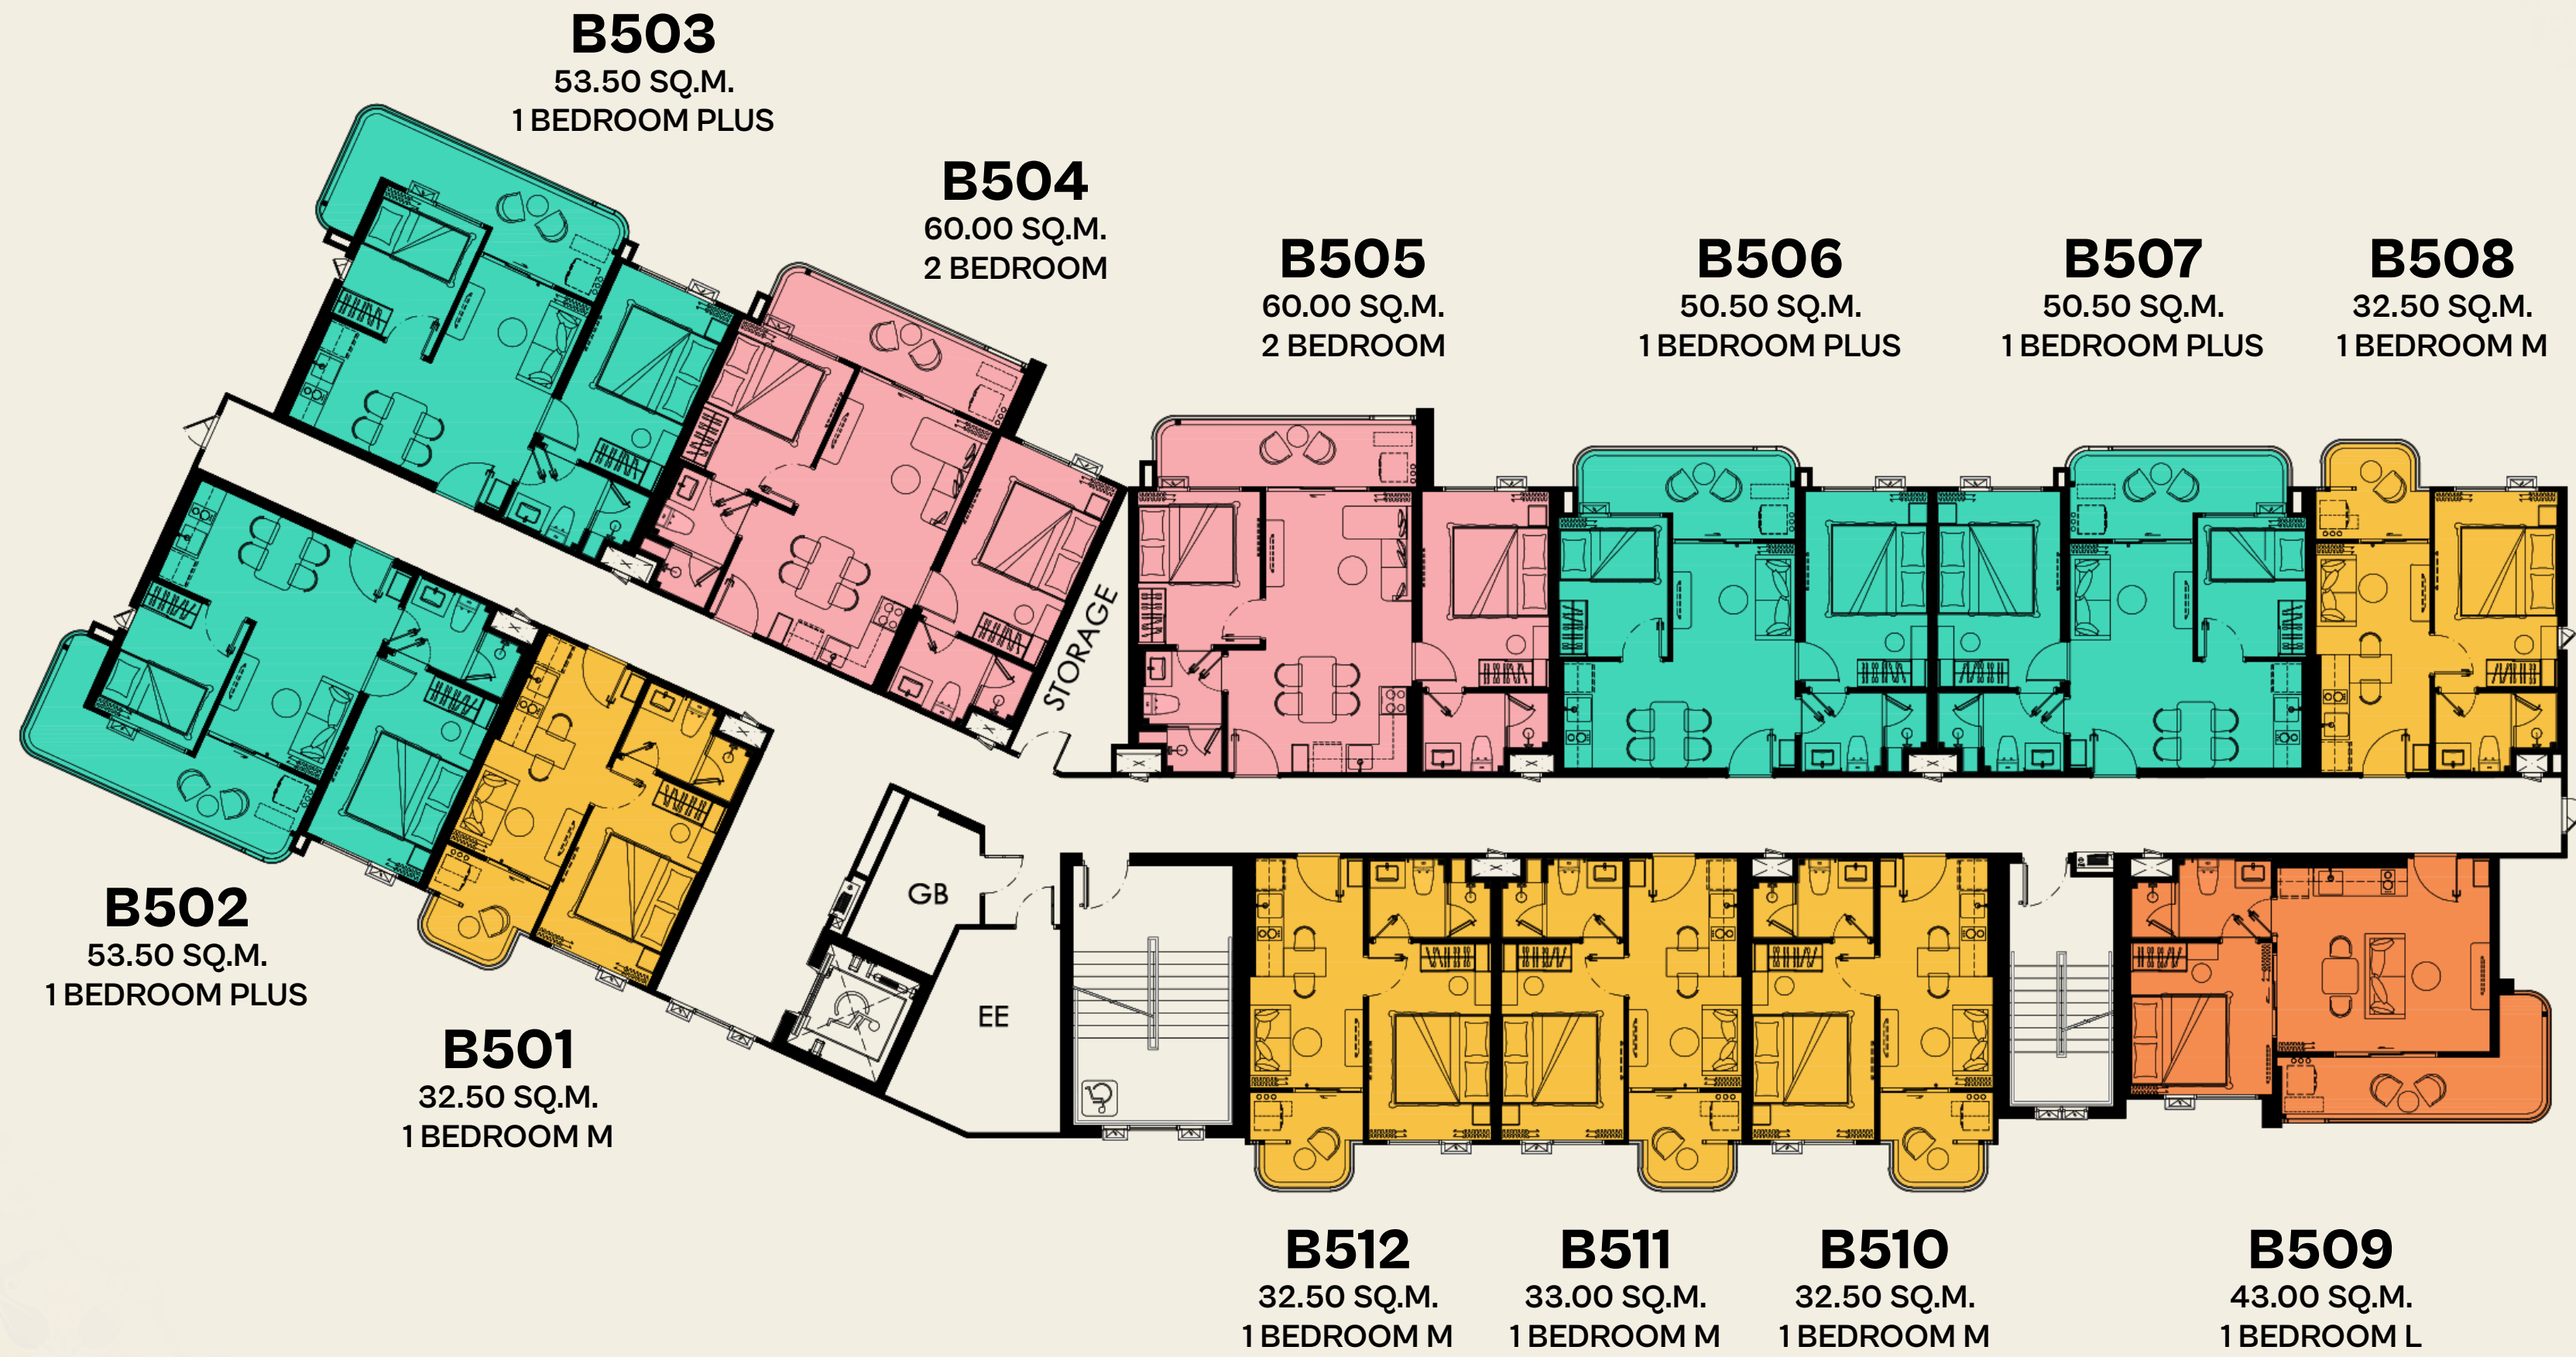 B503
53.50 SQ.M.
1 BEDROOM PLUS
B504
60.00 SQ.M.
2 BEDROOM
B505
60.00 SQ.M.
2 BEDROOM
B506
50.50 SQ.M.
1 BEDROOM PLUS
B507
50.50 SQ.M.
1 BEDROOM PLUS
B508
32.50 SQ.M.
1 BEDROOM M
STORAGE
GB
EE
B502
53.50 SQ.M.
1 BEDROOM PLUS
B501
32.50 SQ.M.
1 BEDROOM M
B512
32.50 SQ.M.
1 BEDROOM M
B511
33.00 SQ.M.
1 BEDROOM M
B510
32.50 SQ.M.
1 BEDROOM M
B509
43.00 SQ.M.
1 BEDROOM L